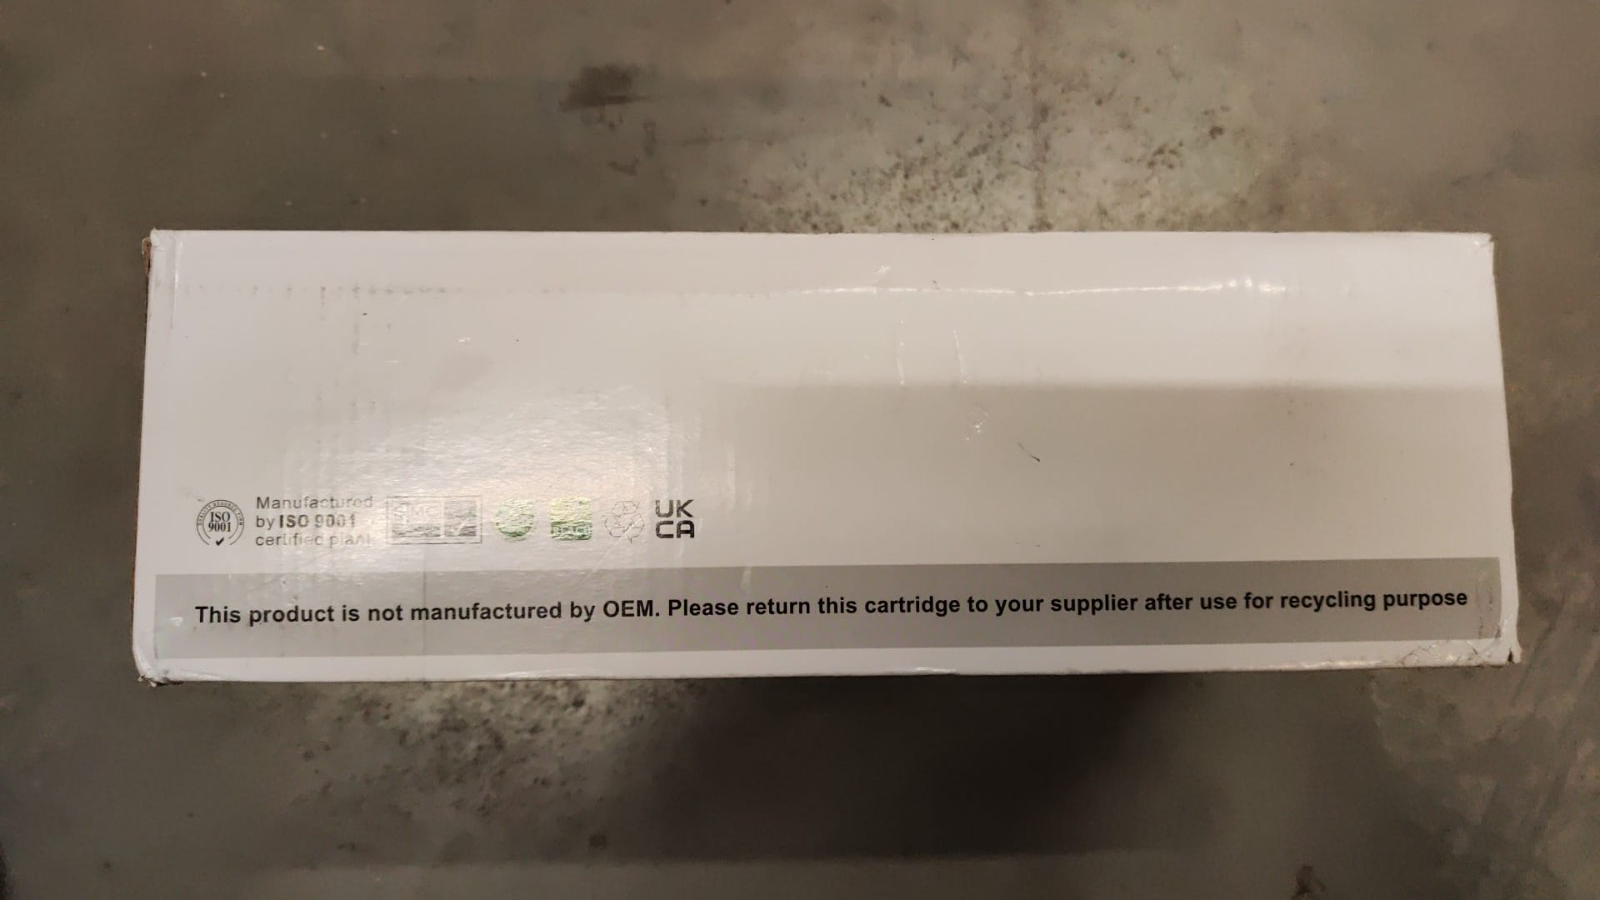 ISO
9001
Manufactured
by ISO 9001
certified plant
UK
CA
This product is not manufactured by OEM. Please return this cartridge to your supplier after use for recycling purpose